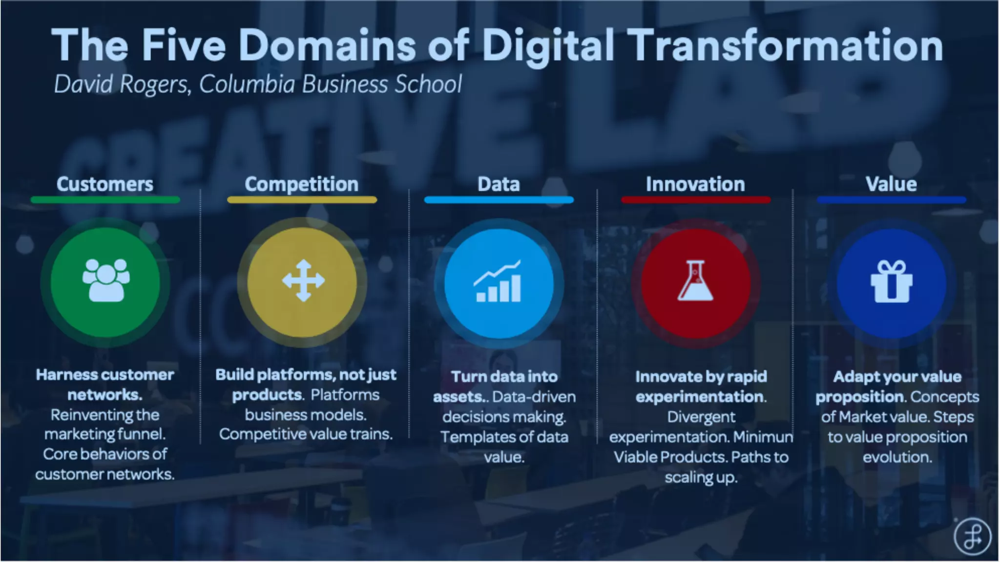 The Five Domains of Digital Transformation
David Rogers, Columbia Business School
CREATIVE LAB
Customers
Harness customer
networks.
Reinventing the
marketing funnel.
Core behaviors of
customer networks.
Competition
Build platforms, not just
products. Platforms
business models.
Competitive value trains.
Data
Turn data into
assets.. Data-driven
decisions making.
Templates of data
value.
Innovation
Innovate by rapid
experimentation.
Divergent
experimentation. Minimun
Viable Products. Paths to
scaling up.
Value
Adapt your value
proposition. Concepts
of Market value. Steps
to value proposition
evolution.